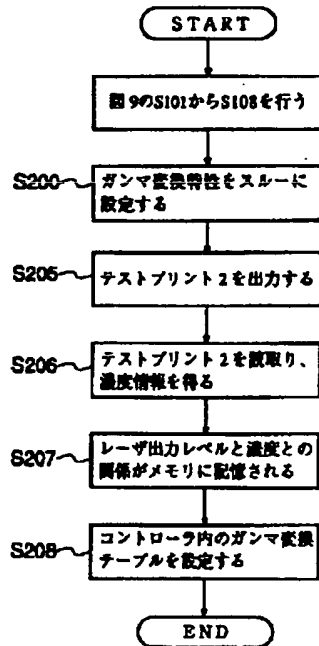 START
図9のS101からS108を行う
S200
ガンマ変換特性をスルーに
設定する
S205
テストプリント2を出力する
S206
テストプリント2を読取り、
濃度情報を得る
S207
レーザ出力レベルと濃度との
関係がメモリに記憶される
S208
コントローラ内のガンマ変換
テーブルを設定する
END